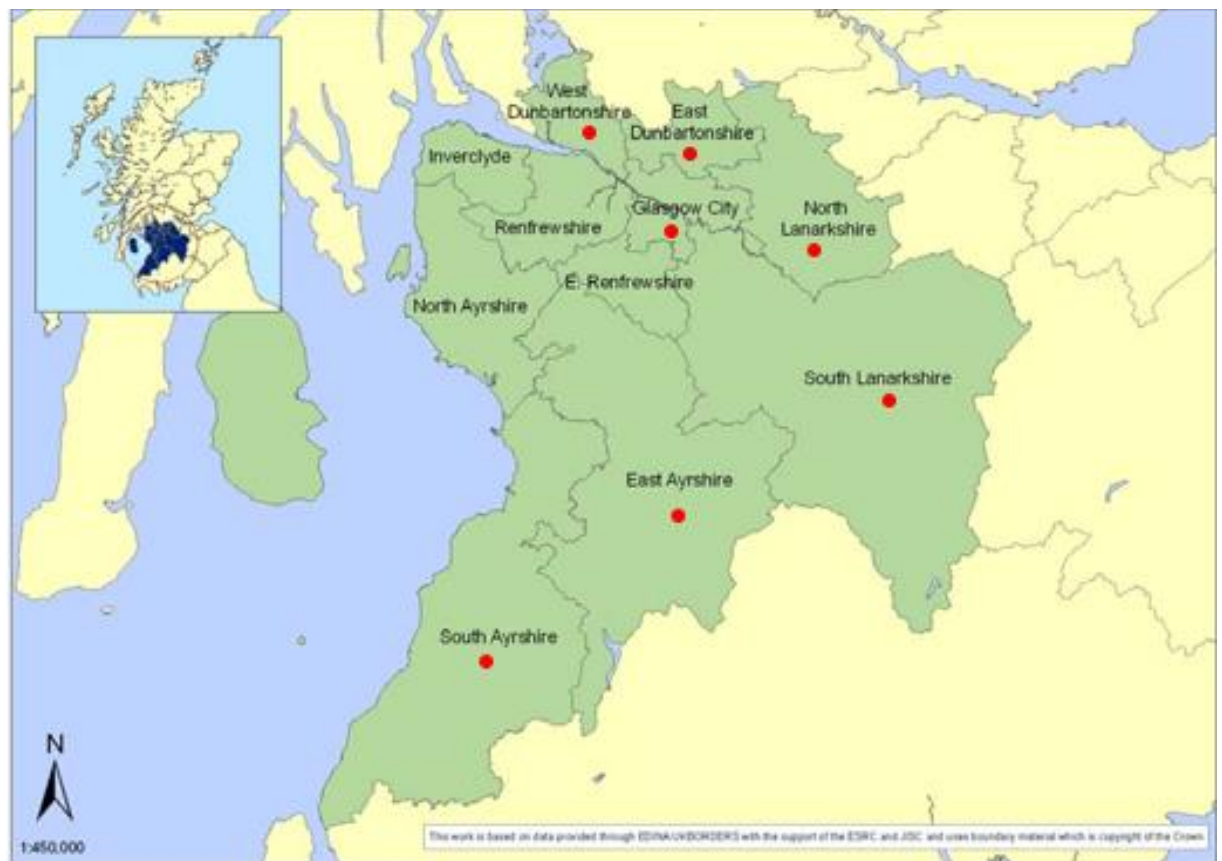 West
Dunbartonshire
East
Dunbartonshire
Inverclyde
Glasgow City
North
Lanarkshire
Renfrewshire
E.-Renfrewshire
North Ayrshire
South Lanarkshire
East Ayrshire
South Ayrshire
N
1:450,000
This work is based on data provided through EDINA UKBORDERS with the support of the ESRC and JISC and uses boundary material which is copyright of the Crown.